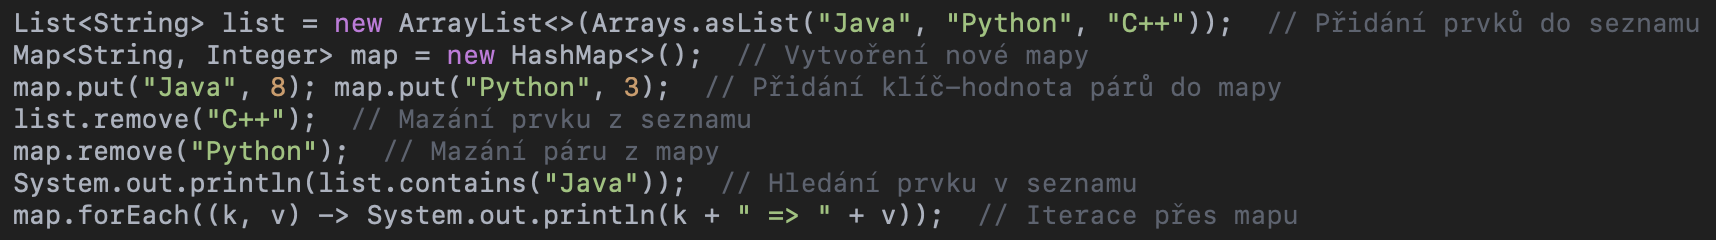 List<String> list = new ArrayList<>(Arrays.asList("Java", "Python", "C++"));  // Přidání prvků do seznamu
Map<String, Integer> map = new HashMap<>();  // Vytvoření nové mapy
map.put("Java", 8); map.put("Python", 3);  // Přidání klíč-hodnota párů do mapy
list.remove("C++");  // Mazání prvku z seznamu
map.remove("Python");  // Mazání páru z mapy
System.out.println(list.contains("Java"));  // Hledání prvku v seznamu
map.forEach((k, v) -> System.out.println(k + " => " + v));  // Iterace přes mapu